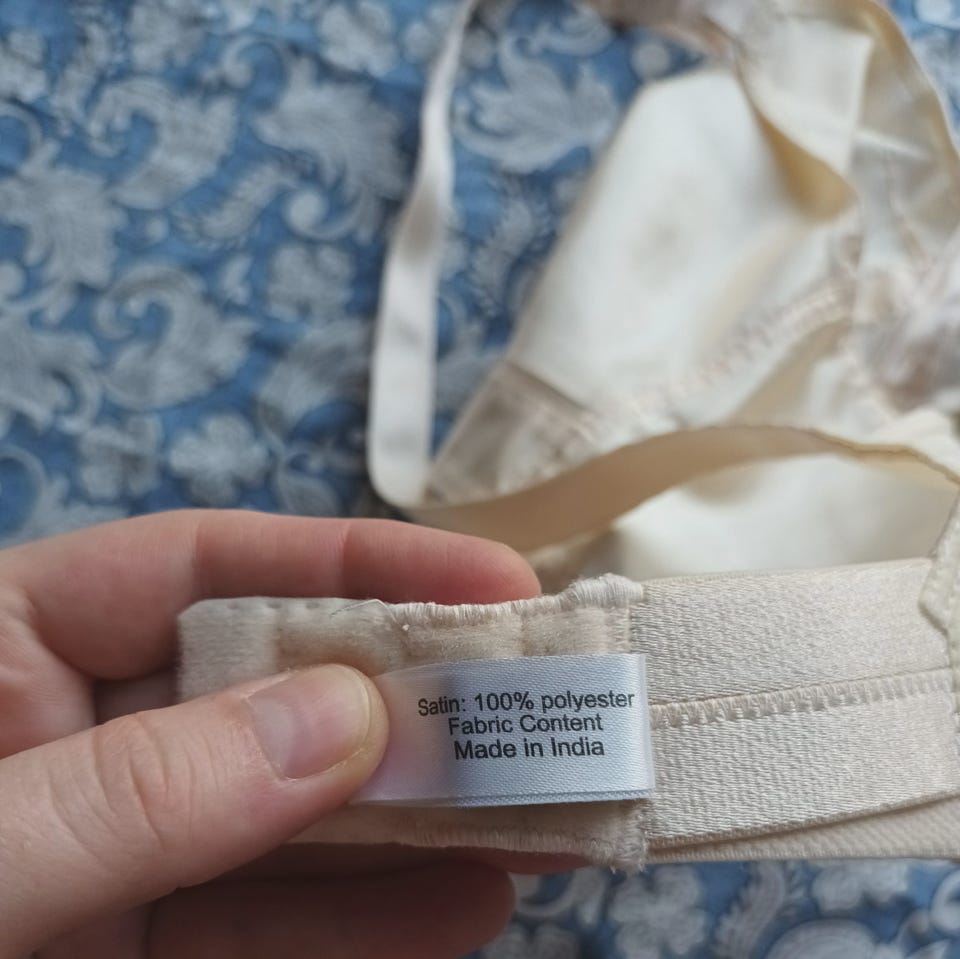 Satin: 100% polyester
Fabric Content
Made in India